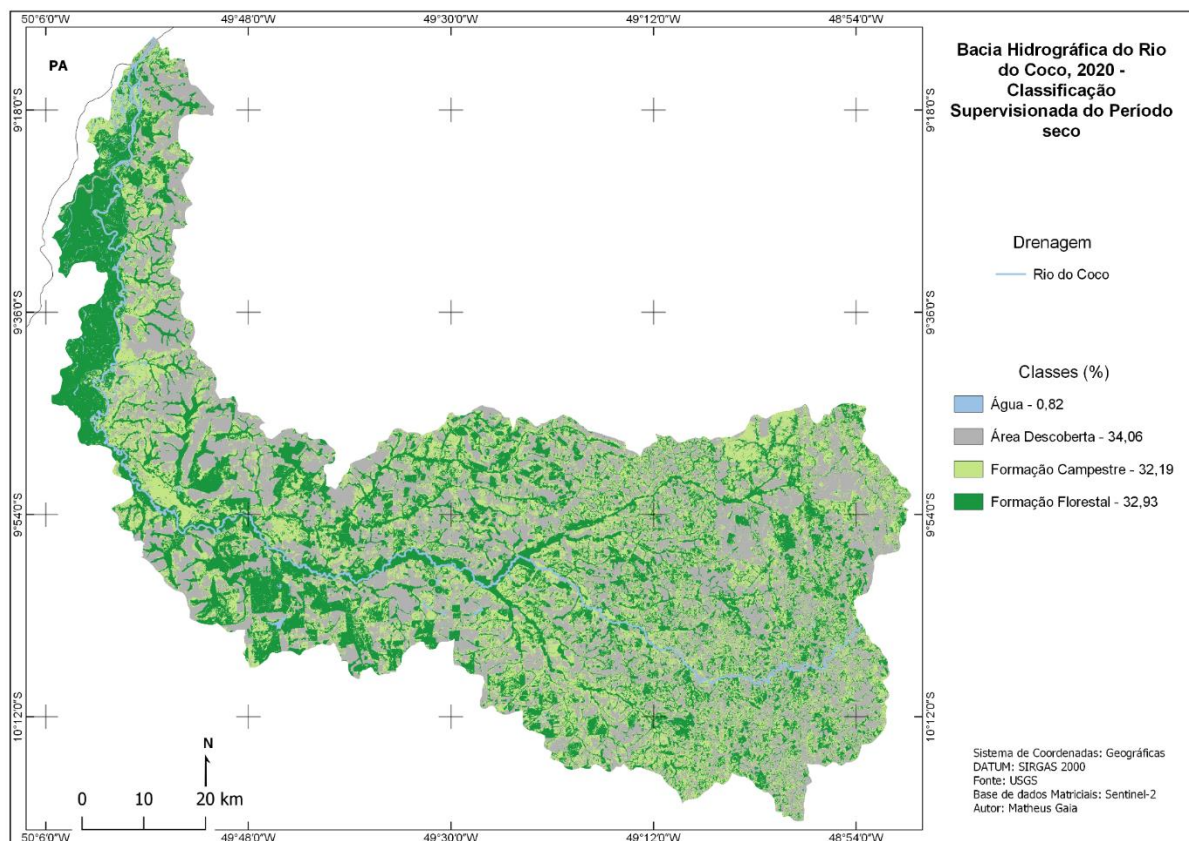 50°6'0"W
49°48'0"W
49°30'0"W
49°12'0"W
48°54'0"W
PA
Bacia Hidrográfica do Rio
do Coco, 2020 -
Classificação
Supervisionada do Período
seco
9°18'0"S
9°18'0"S
Drenagem
Rio do Coco
9°36'0"S
9°36'0"S
Classes (%)
Água - 0,82
Área Descoberta - 34,06
Formação Campestre - 32,19
Formação Florestal - 32,93
9°54'0"S
9°54'0"S
10°12'0"S
10°12'0"S
N
0 10 20 km
Sistema de Coordenadas: Geográficas
DATUM: SIRGAS 2000
Fonte: USGS
Base de dados Matriciais: Sentinel-2
Autor: Matheus Gaia
50°6'0"W
49°48'0"W
49°30'0"W
49°12'0"W
48°54'0"W